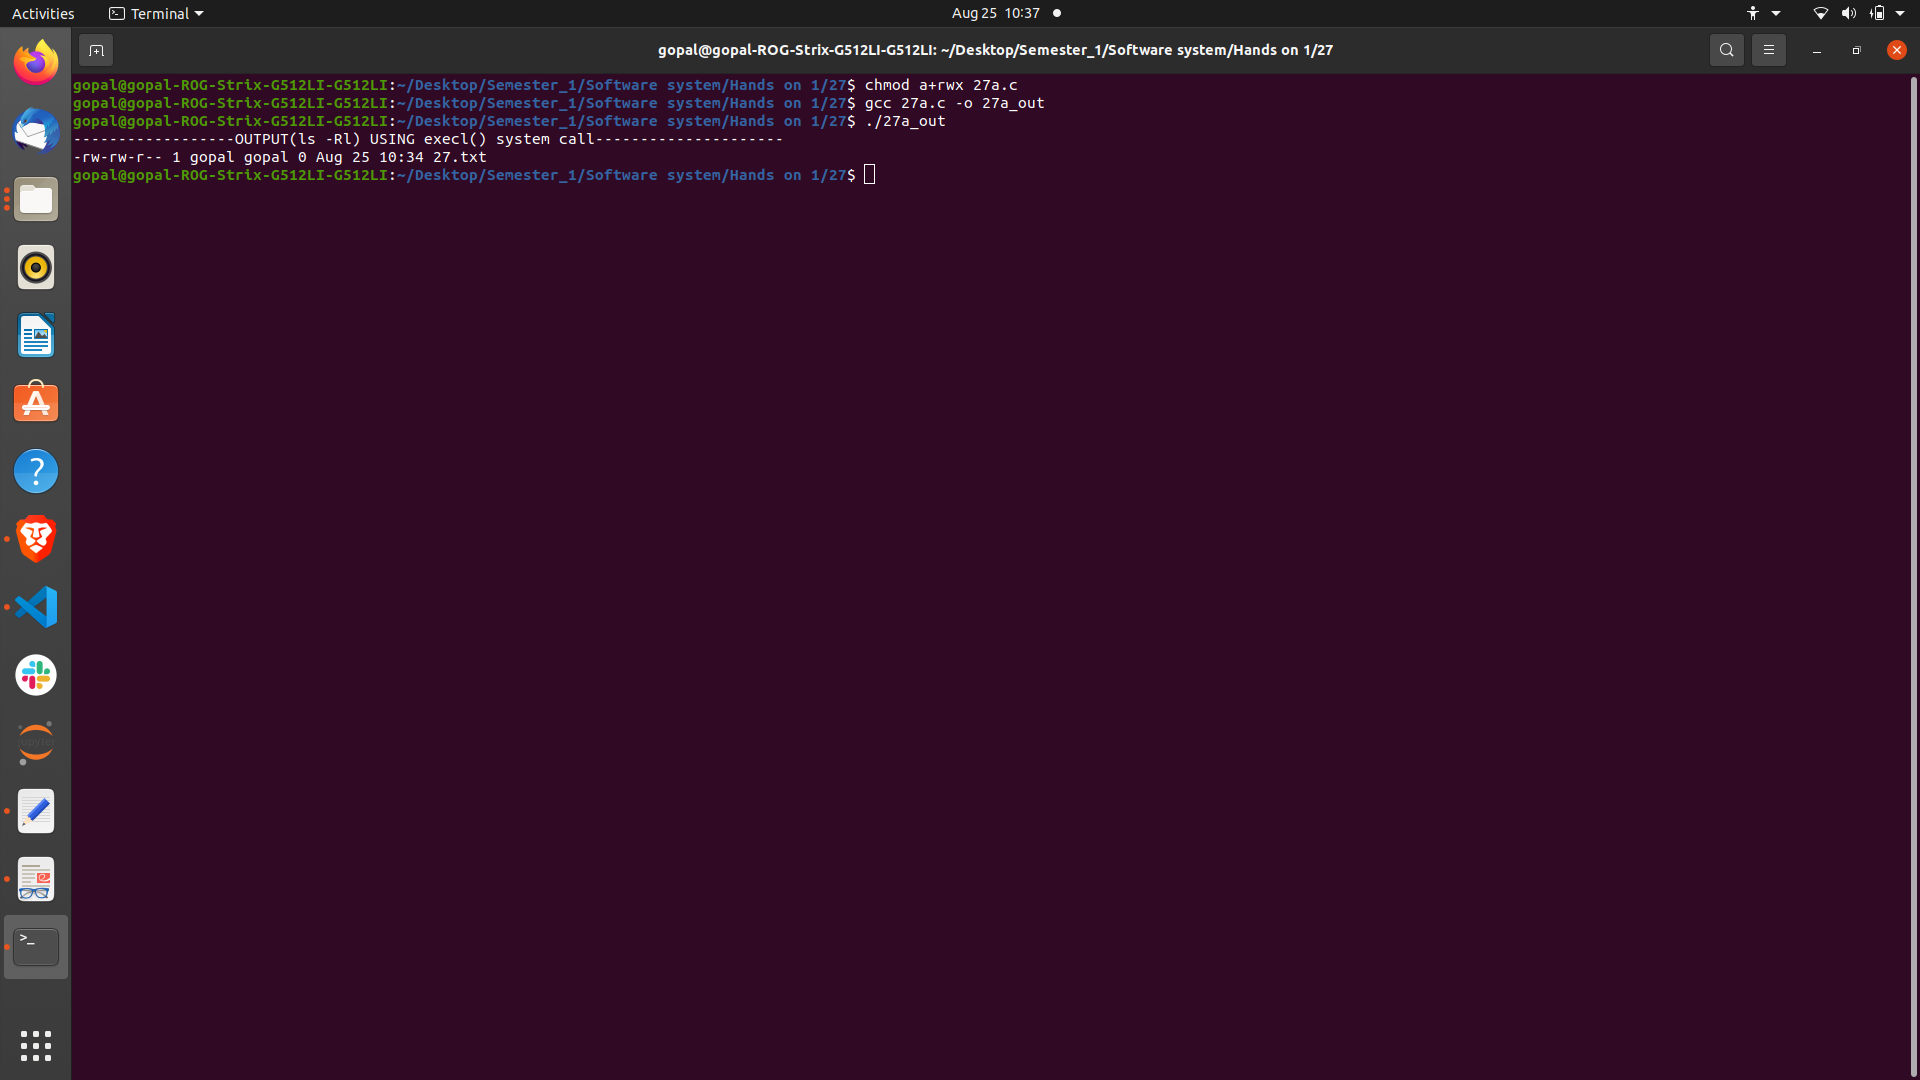 Activities
Terminal
Aug 25 10:37
gopal@gopal-ROG-Strix-G512LI-G512LI: ~/Desktop/Semester_1/Software system/Hands on 1/27
gopal@gopal-ROG-Strix-G512LI-G512LI:~/Desktop/Semester_1/Software system/Hands on 1/27$ chmod a+rwx 27a.c
gopal@gopal-ROG-Strix-G512LI-G512LI:~/Desktop/Semester_1/Software system/Hands on 1/27$ gcc 27a.c -o 27a_out
gopal@gopal-ROG-Strix-G512LI-G512LI:~/Desktop/Semester_1/Software system/Hands on 1/27$ ./27a_out
------------------OUTPUT(ls -Rl) USING execl() system call---------------------
-rw-rw-r-- 1 gopal gopal 0 Aug 25 10:34 27.txt
gopal@gopal-ROG-Strix-G512LI-G512LI:~/Desktop/Semester_1/Software system/Hands on 1/27$